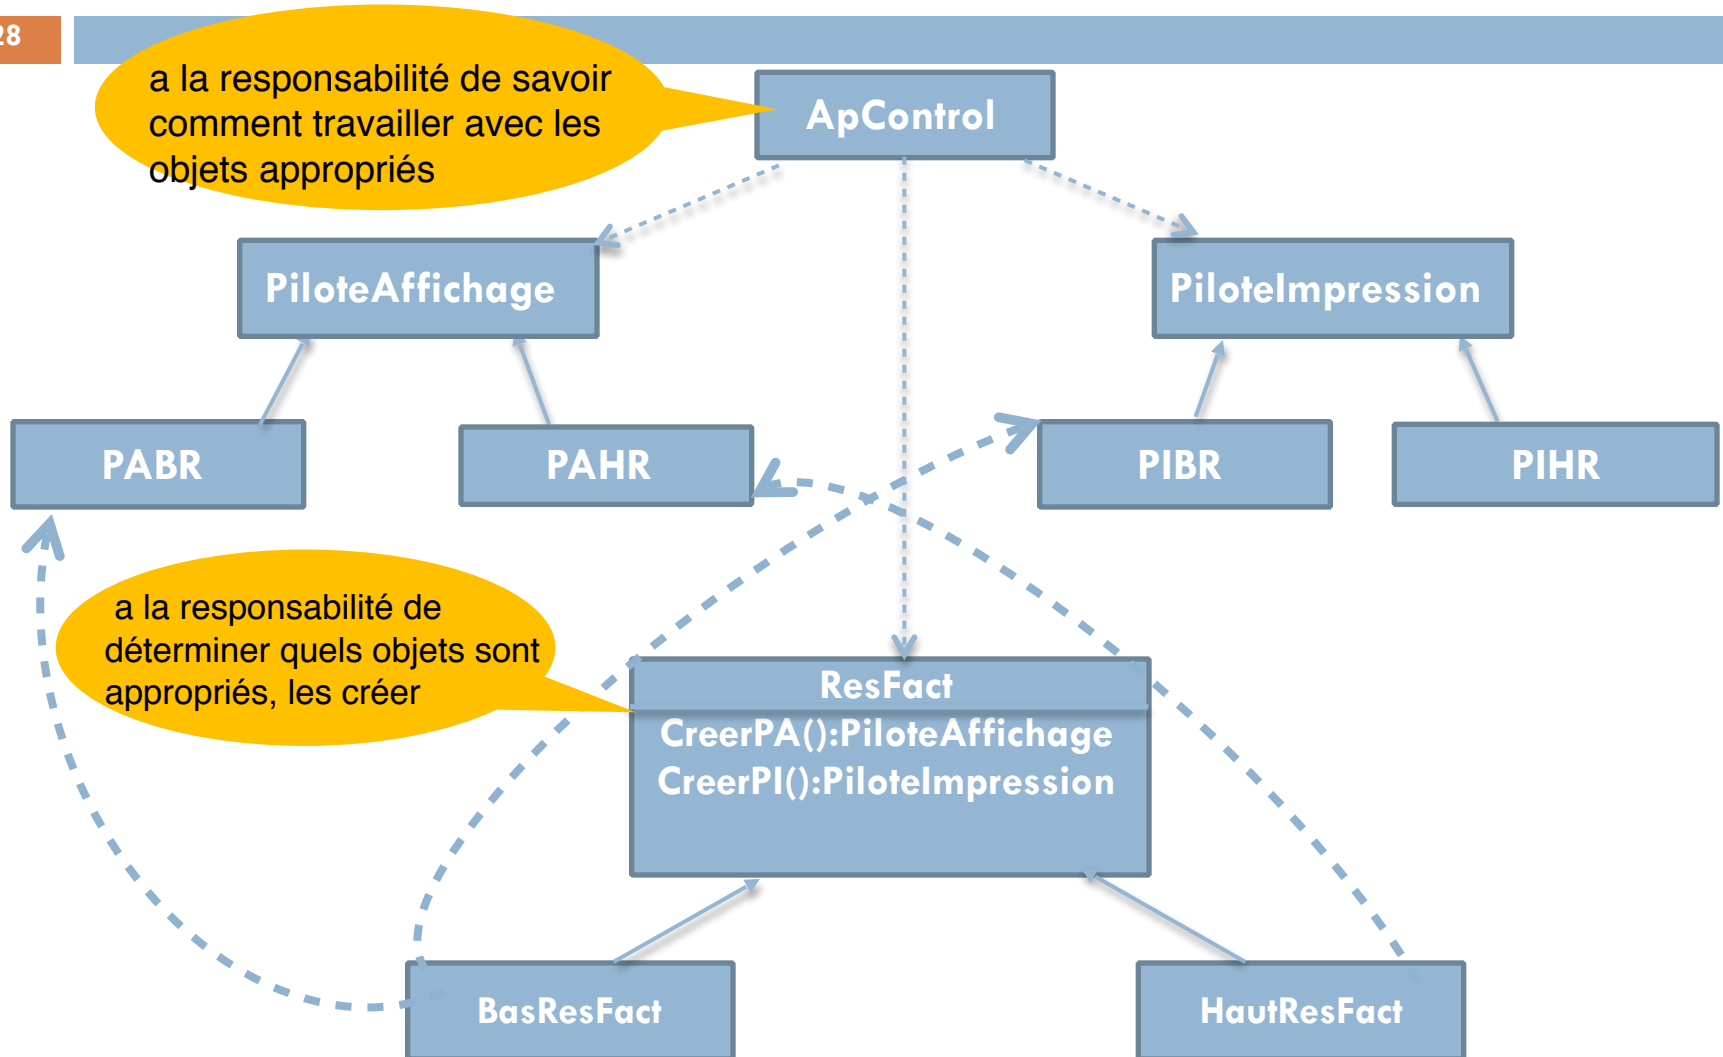 28
a la responsabilité de savoir
comment travailler avec les
objets appropriés
ApControl
PiloteAffichage
PiloteImpression
PABR
PAHR
PIBR
PIHR
a la responsabilité de
déterminer quels objets sont
appropriés, les créer
ResFact
CreerPA():PiloteAffichage
CreerPI():PiloteImpression
BasResFact
HautResFact